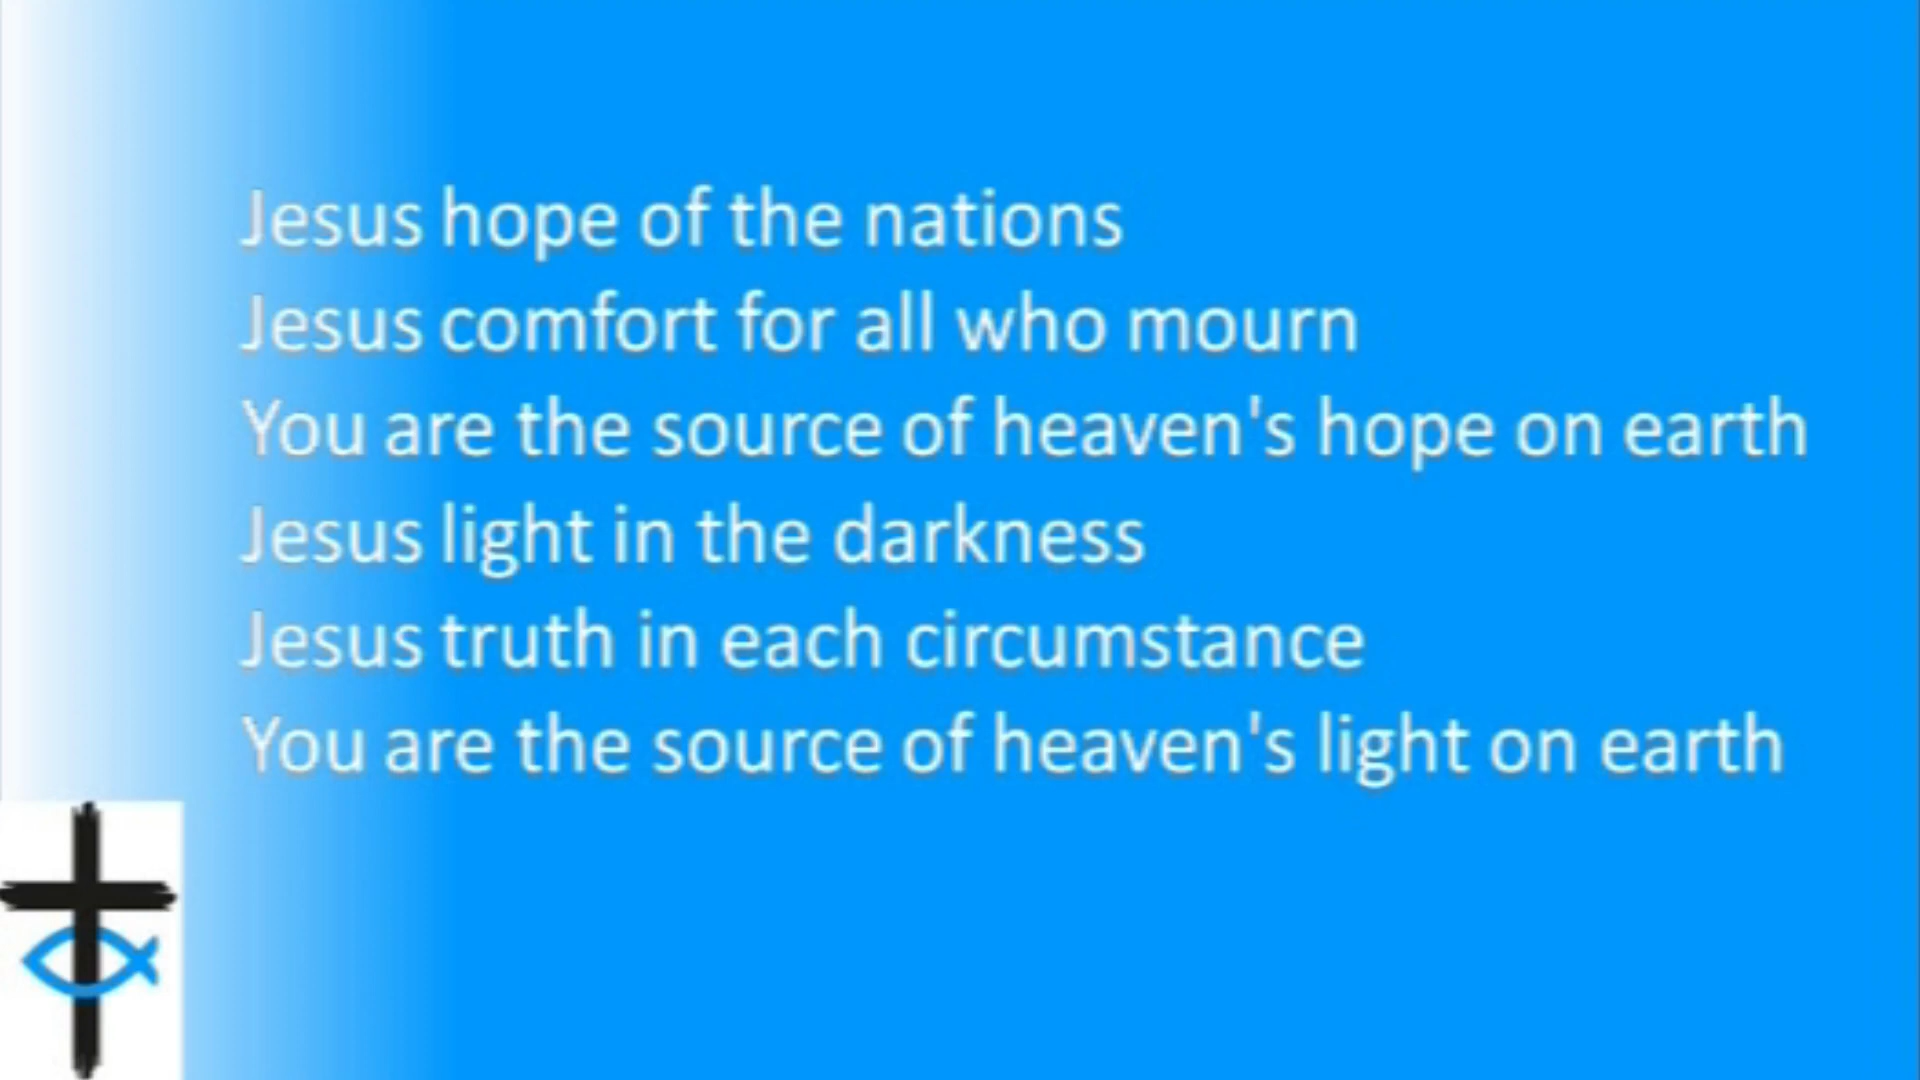 Jesus hope of the nations
Jesus comfort for all who mourn
You are the source of heaven's hope on earth
Jesus light in the darkness
Jesus truth in each circumstance
You are the source of heaven's light on earth